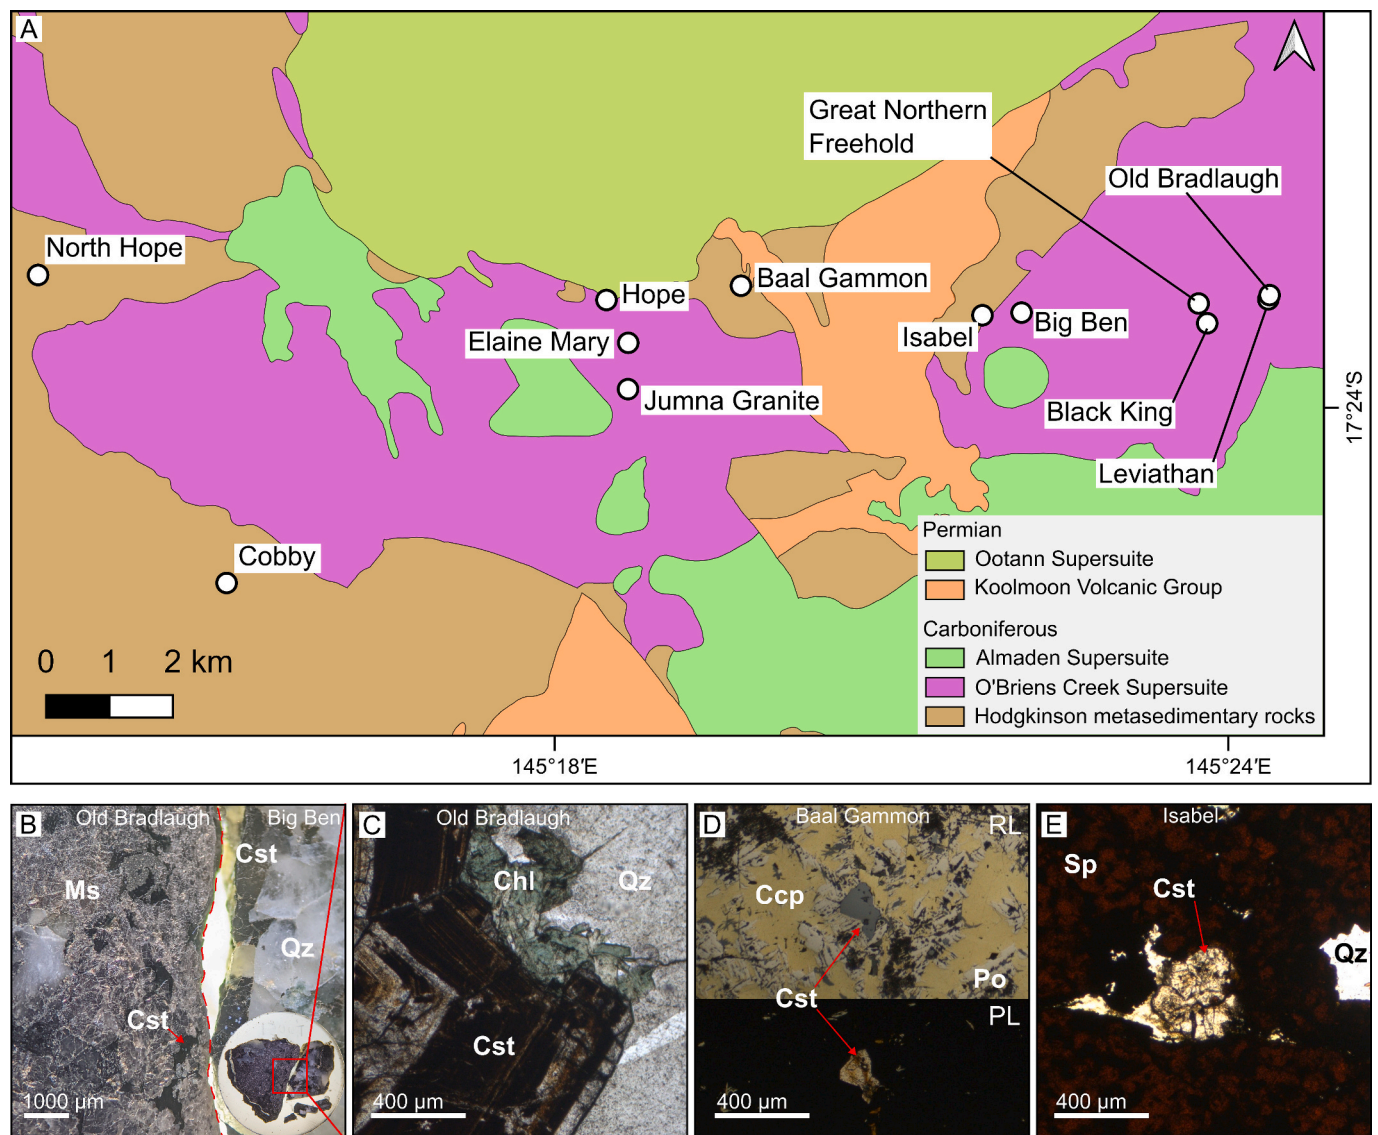 A
Great Northern
Freehold
Old Bradlaugh
North Hope
Baal Gammon
Hope
Isabel
Big Ben
Elaine Mary
Jumna Granite
Black King
17°24'S
Leviathan
Cobby
Permian
Ootann Supersuite
Koolmoon Volcanic Group
Carboniferous
Almaden Supersuite
O'Briens Creek Supersuite
Hodgkinson metasedimentary rocks
0 1 2 km
145°18'E
145°24'E
B
Old Bradlaugh
Big Ben
Cst
Ms
Qz
Cst
1000 µm
C
Old Bradlaugh
Chl
Qz
Cst
400 µm
D
Baal Gammon
RL
Ccp
Po
Cst
PL
400 µm
E
Isabel
Sp
Cst
Qz
400 µm